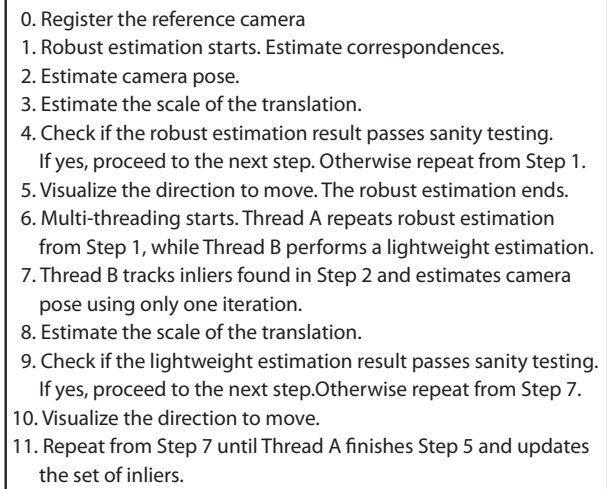 0. Register the reference camera
1. Robust estimation starts. Estimate correspondences.
2. Estimate camera pose.
3. Estimate the scale of the translation.
4. Check if the robust estimation result passes sanity testing.
If yes, proceed to the next step. Otherwise repeat from Step 1.
5. Visualize the direction to move. The robust estimation ends.
6. Multi-threading starts. Thread A repeats robust estimation
from Step 1, while Thread B performs a lightweight estimation.
7. Thread B tracks inliers found in Step 2 and estimates camera
pose using only one iteration.
8. Estimate the scale of the translation.
9. Check if the lightweight estimation result passes sanity testing.
If yes, proceed to the next step.Otherwise repeat from Step 7.
10. Visualize the direction to move.
11. Repeat from Step 7 until Thread A finishes Step 5 and updates
the set of inliers.